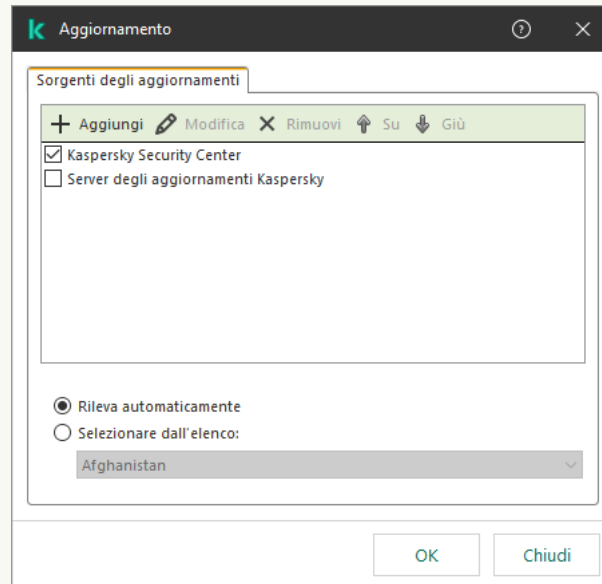 Aggiornamento
Sorgenti degli aggiornamenti
Aggiungi Modifica Rimuovi Su Giù
Kaspersky Security Center
Server degli aggiornamenti Kaspersky
Rileva automaticamente
Selezionare dall'elenco:
Afghanistan
OK Chiudi